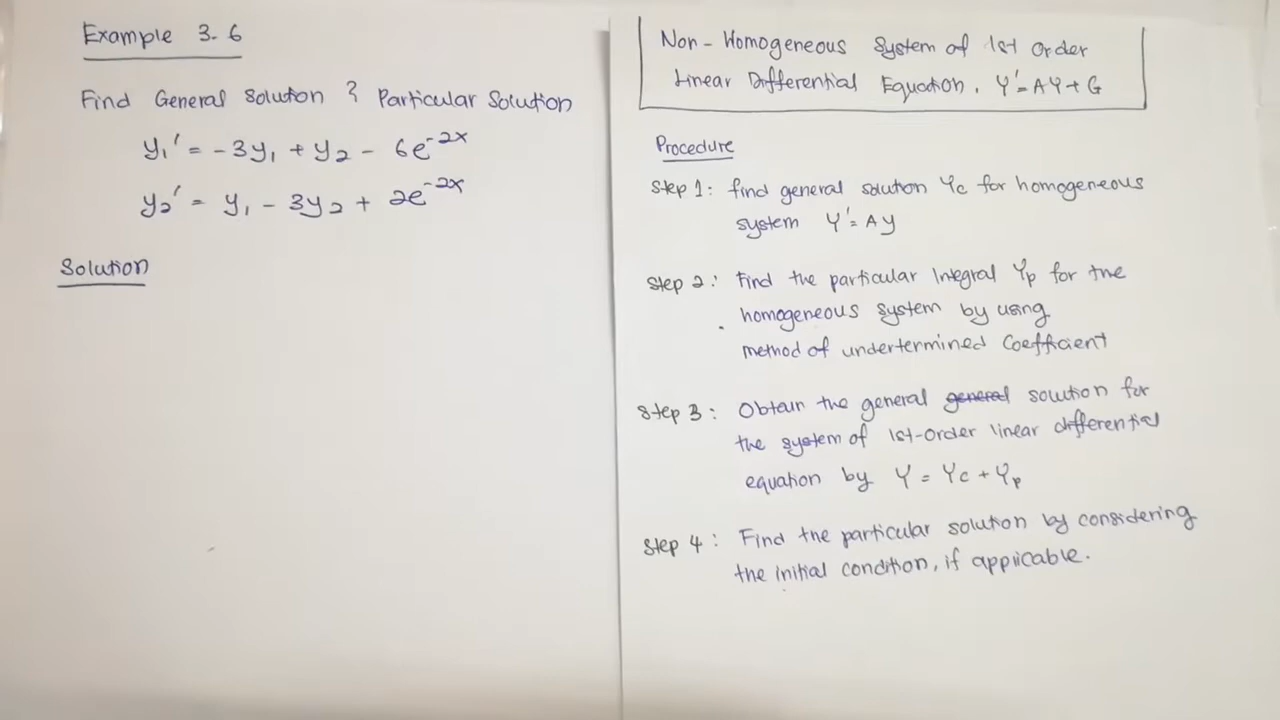 Example 3.6
Find General Solution ? Particular Solution
y₁' = -3y₁ + y₂ - 6e⁻²ˣ
y₂' = y₁ - 3y₂ + 2e⁻²ˣ
Solution
Non-Homogeneous System of 1st Order
Linear Differential Equation, Y' = AY + G
Procedure
Step 1: find general solution Yc for homogeneous
system Y' = AY
Step 2: Find the particular Integral Yp for the
homogeneous system by using
method of undertermined Coefficient
Step 3: Obtain the general general solution for
the system of 1st-Order linear differential
equation by Y = Yc + Yp
Step 4: Find the particular solution by considering
the initial condition, if applicable.